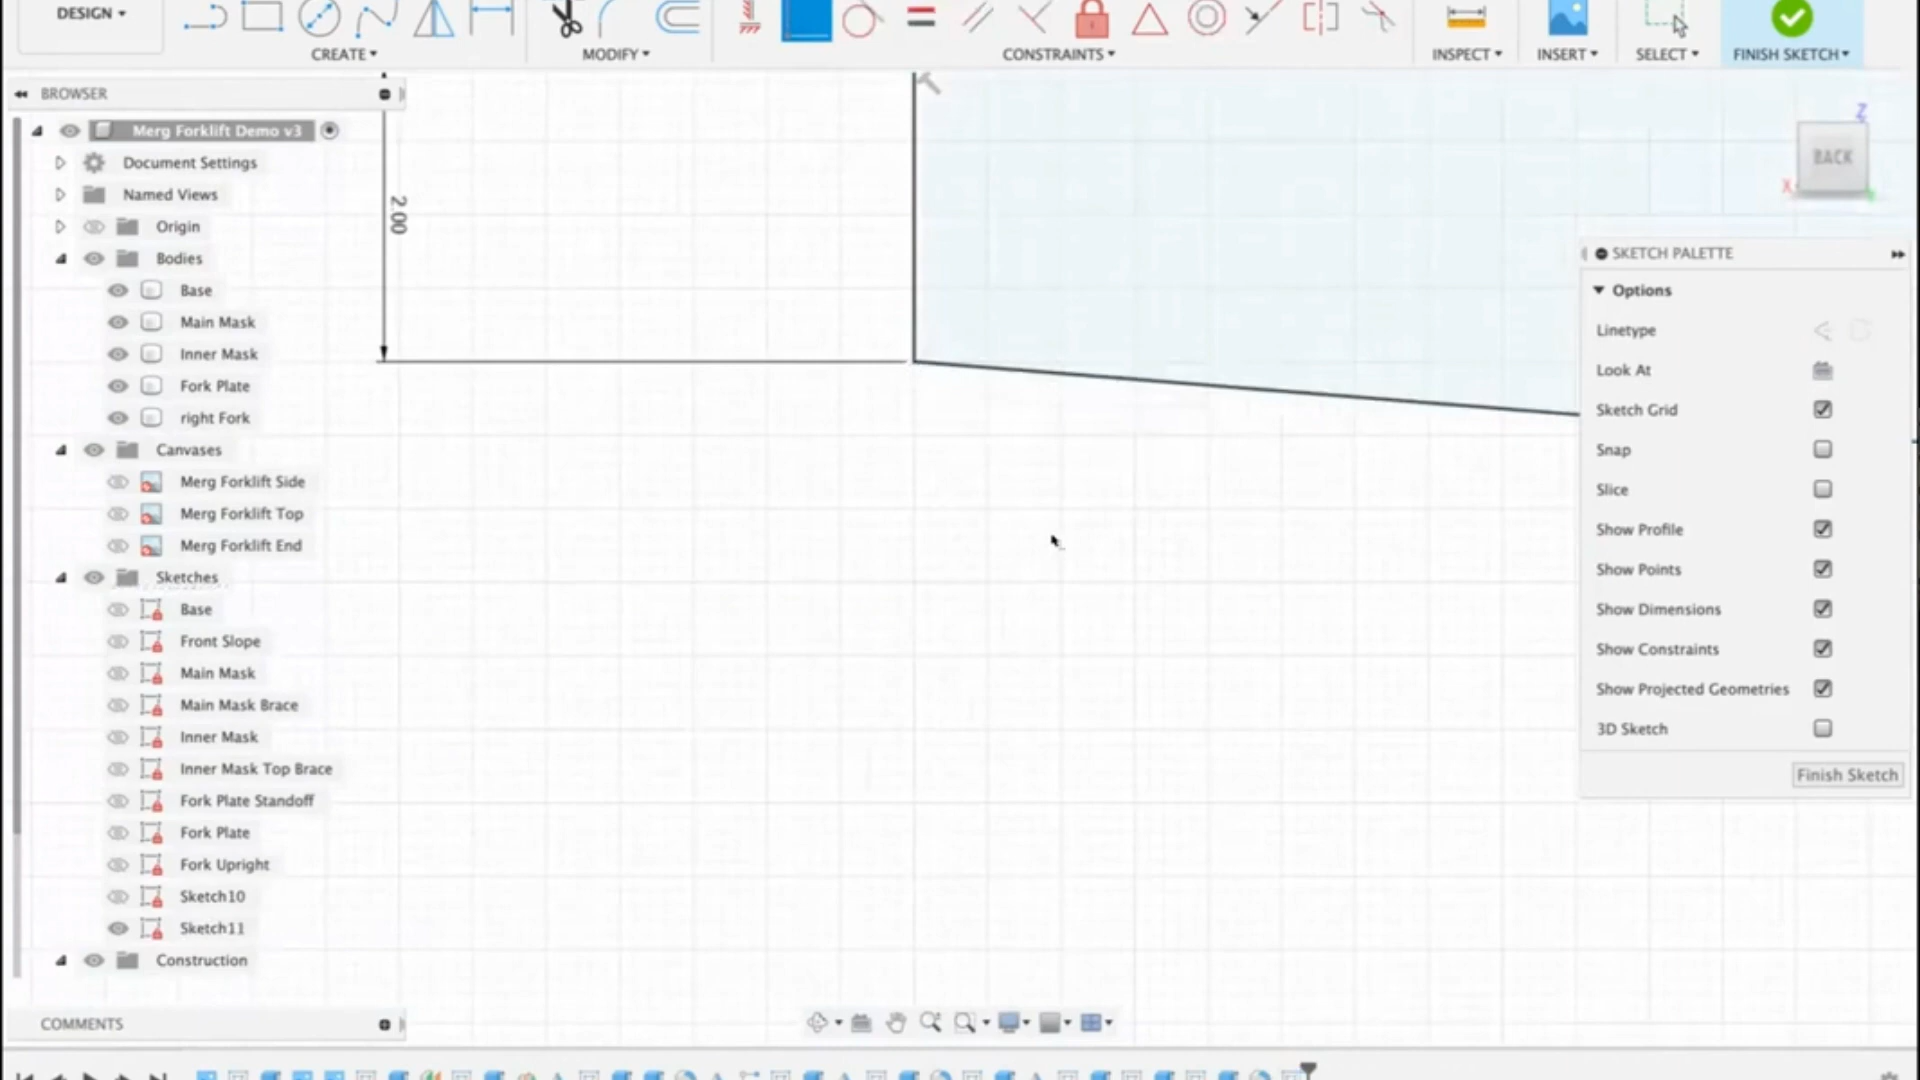 DESIGN
CREATE
MODIFY
CONSTRAINTS
INSPECT
INSERT
SELECT
FINISH SKETCH
BROWSER
Merg Forklift Demo v3
Document Settings
Named Views
Origin
Bodies
Base
Main Mask
Inner Mask
Fork Plate
right Fork
Canvases
Merg Forklift Side
Merg Forklift Top
Merg Forklift End
Sketches
Base
Front Slope
Main Mask
Main Mask Brace
Inner Mask
Inner Mask Top Brace
Fork Plate Standoff
Fork Plate
Fork Upright
Sketch10
Sketch11
Construction
COMMENTS
2.00
Z
BACK
X
SKETCH PALETTE
Options
Linetype
Look At
Sketch Grid
Snap
Slice
Show Profile
Show Points
Show Dimensions
Show Constraints
Show Projected Geometries
3D Sketch
Finish Sketch